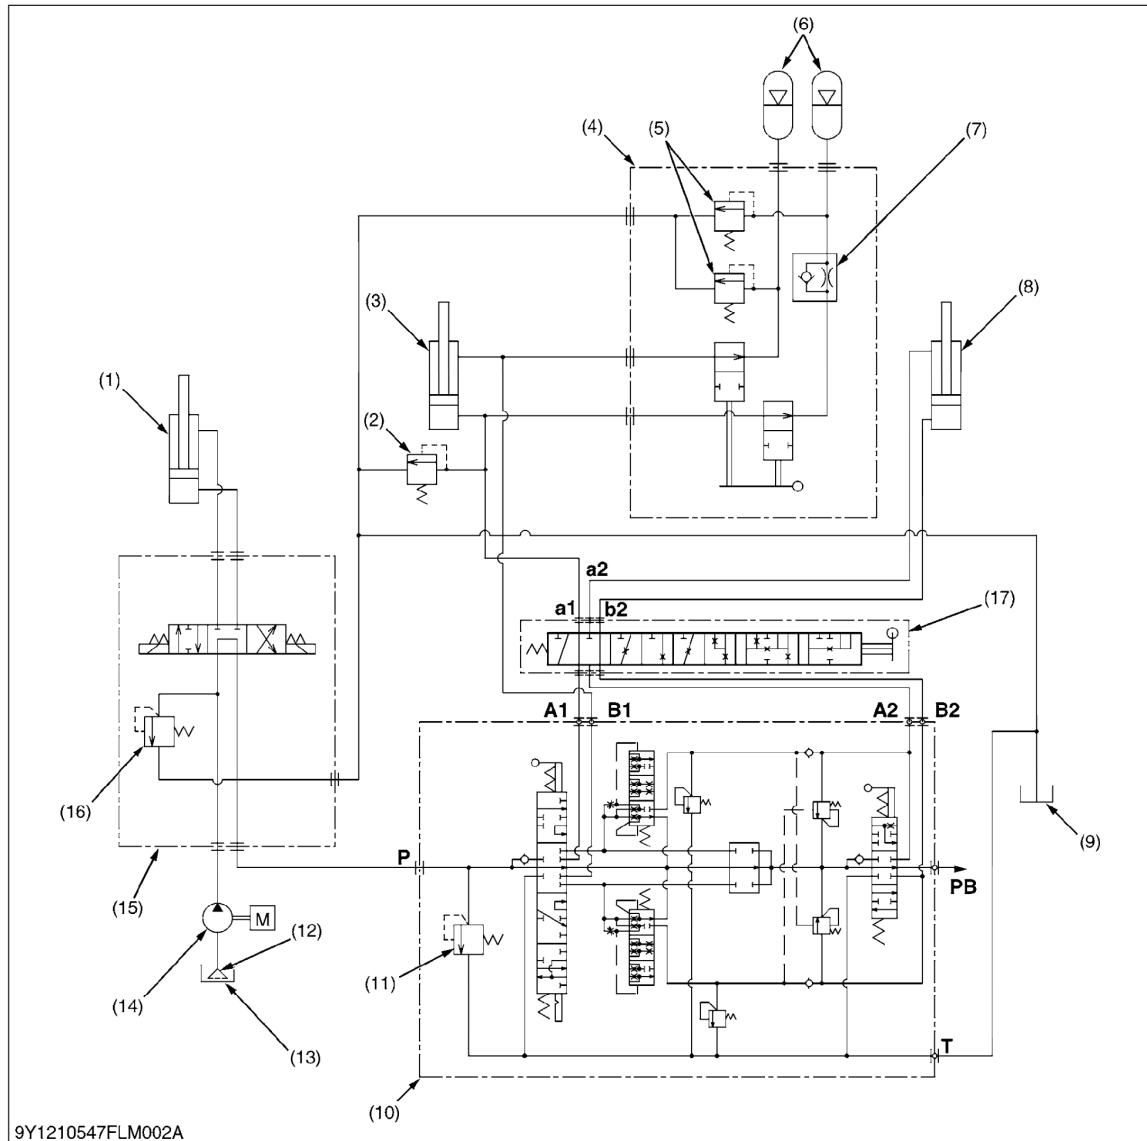 (6)
(4)
(5)
(7)
(3)
(8)
(1)
(2)
a2
a1
b2
(17)
A1
B1
A2
B2
(16)
P
PB
(9)
(15)
M
(12)
(11)
(14)
T
(13)
(10)
9Y1210547FLM002A